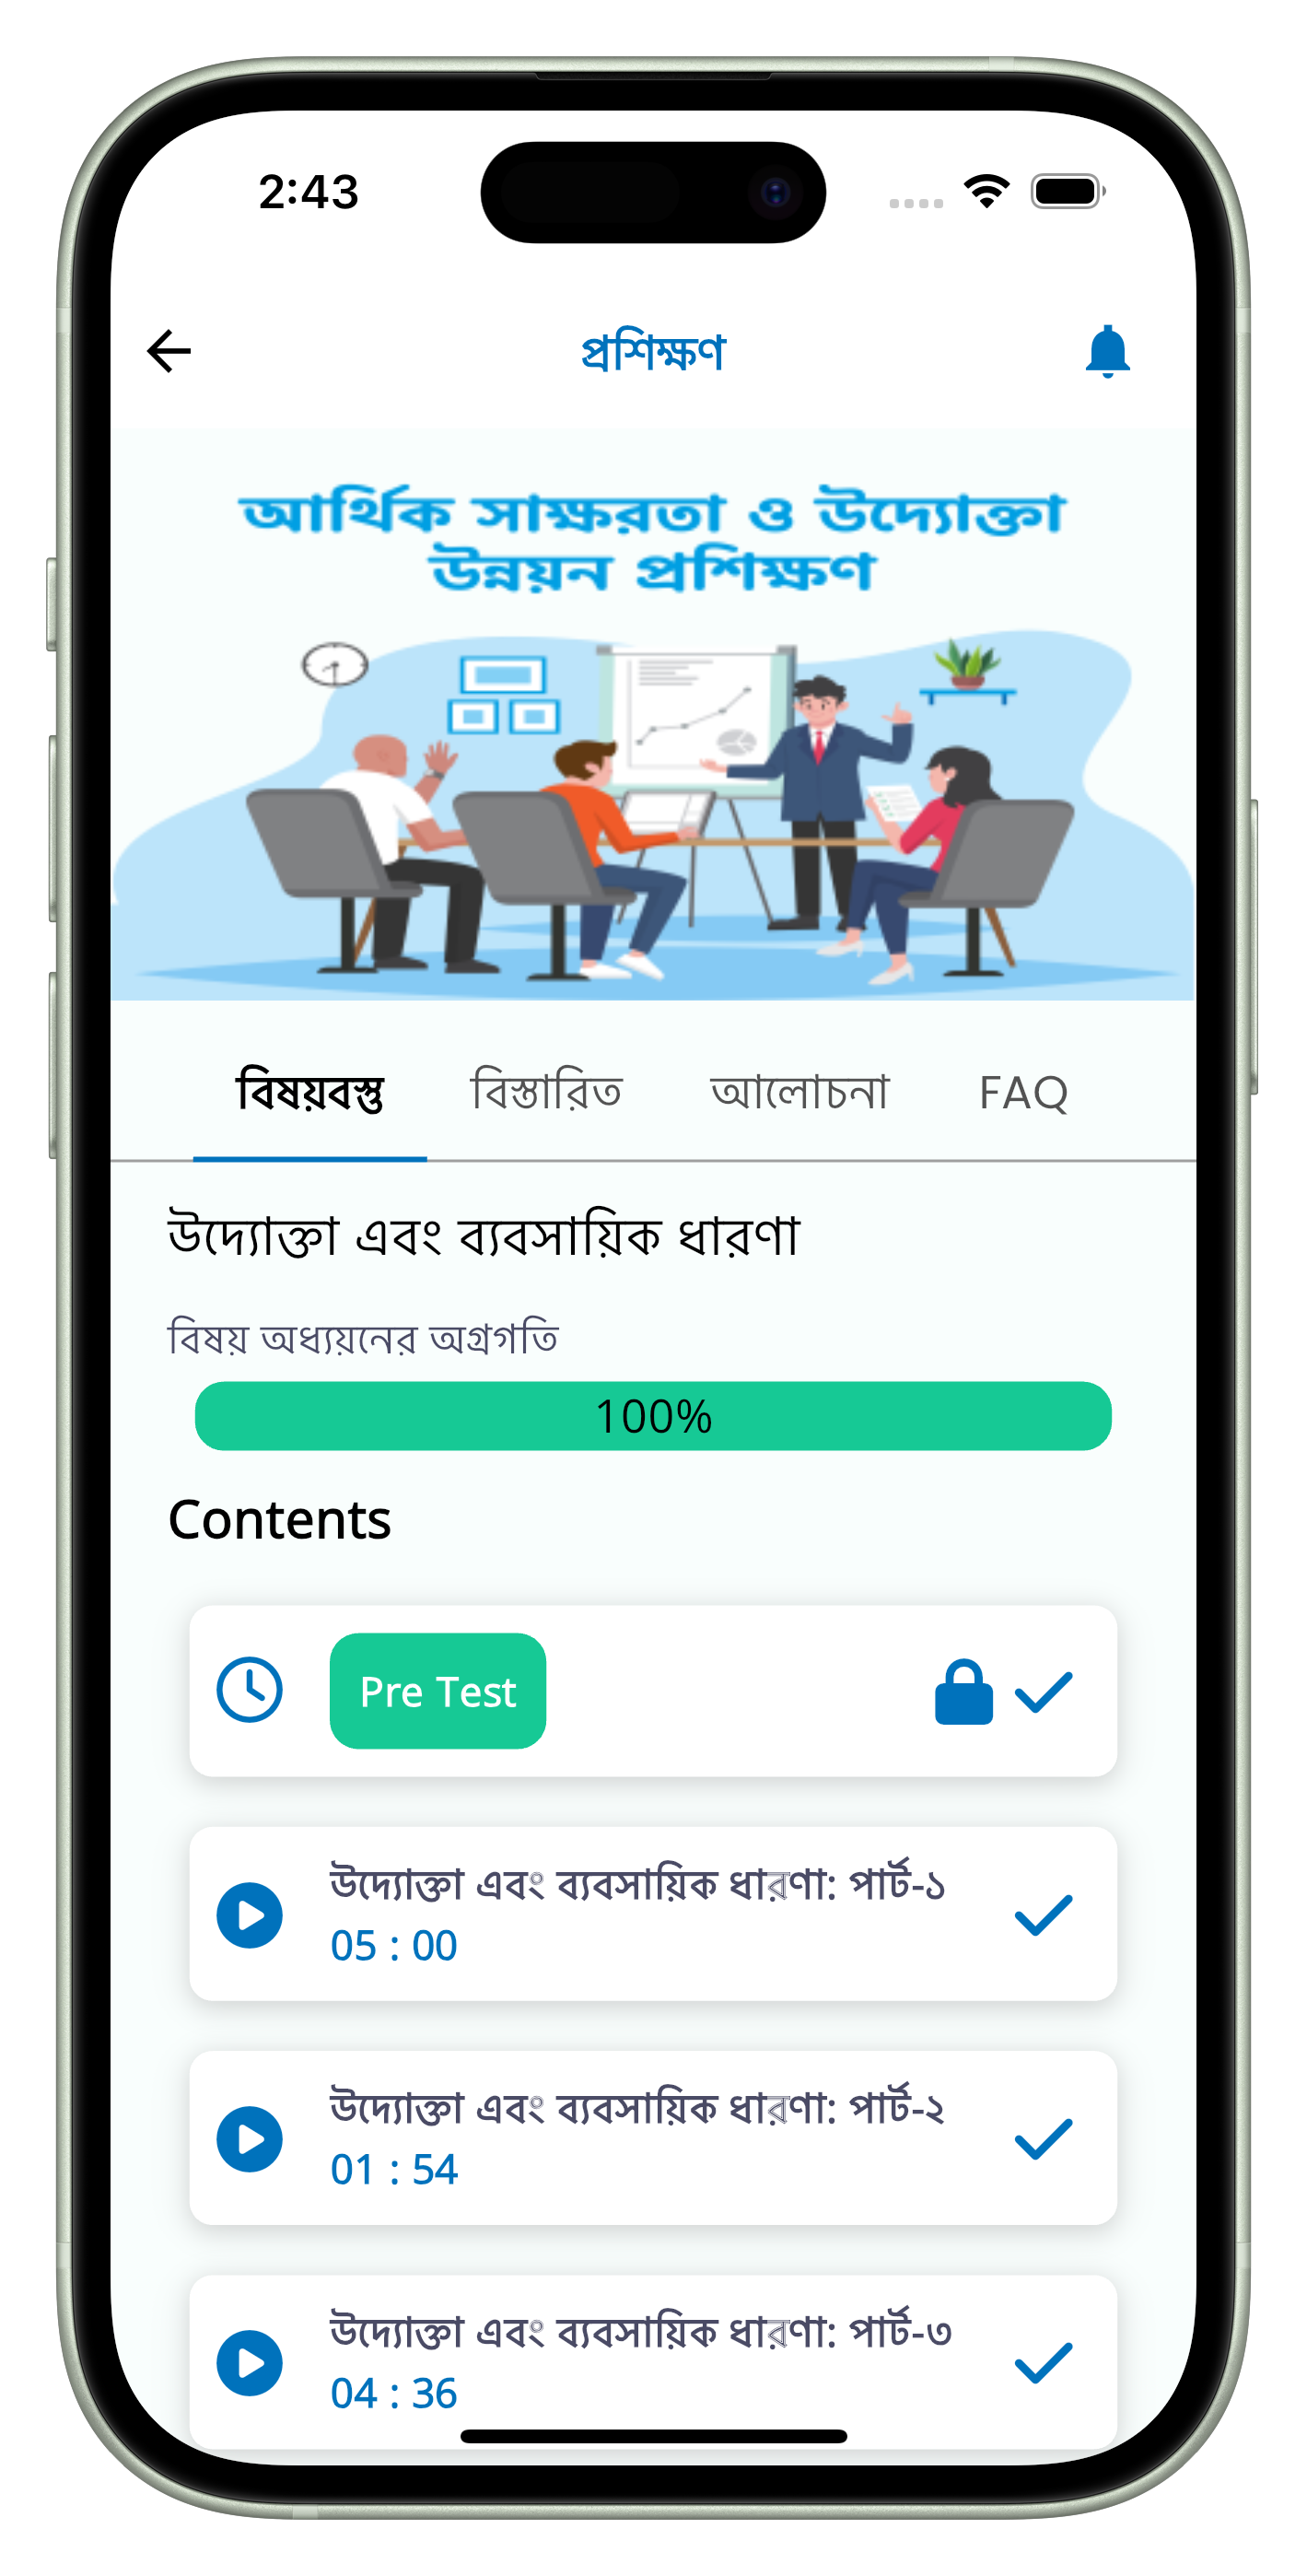 2:43
প্রশিক্ষণ
আর্থিক সাক্ষরতা ও উদ্যোক্তা
উন্নয়ন প্রশিক্ষণ
বিষয়বস্তু বিস্তারিত আলোচনা FAQ
উদ্যোক্তা এবং ব্যবসায়িক ধারণা
বিষয় অধ্যয়নের অগ্রগতি
100%
Contents
Pre Test
উদ্যোক্তা এবং ব্যবসায়িক ধারণা: পার্ট-১
05 : 00
উদ্যোক্তা এবং ব্যবসায়িক ধারণা: পার্ট-২
01 : 54
উদ্যোক্তা এবং ব্যবসায়িক ধারণা: পার্ট-৩
04 : 36